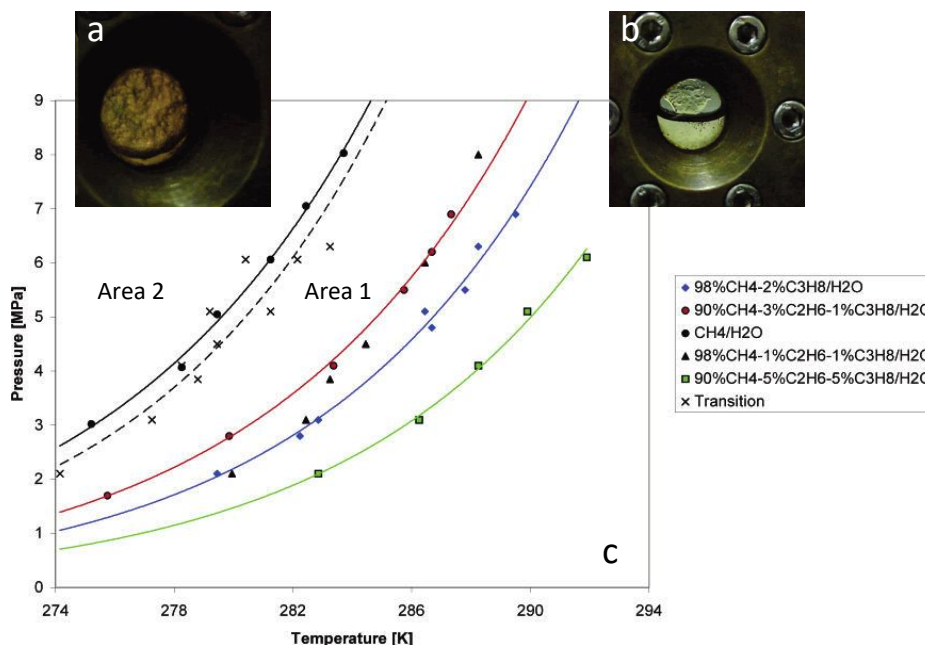 a
b
9
8
7
6
5
4
3
2
1
0
Pressure [MPa]
Area 2
Area 1
c
274
278
282
286
290
294
Temperature [K]
98%CH4-2%C3H8/H2O
90%CH4-3%C2H6-1%C3H8/H2O
CH4/H2O
98%CH4-1%C2H6-1%C3H8/H2O
90%CH4-5%C2H6-5%C3H8/H2O
Transition